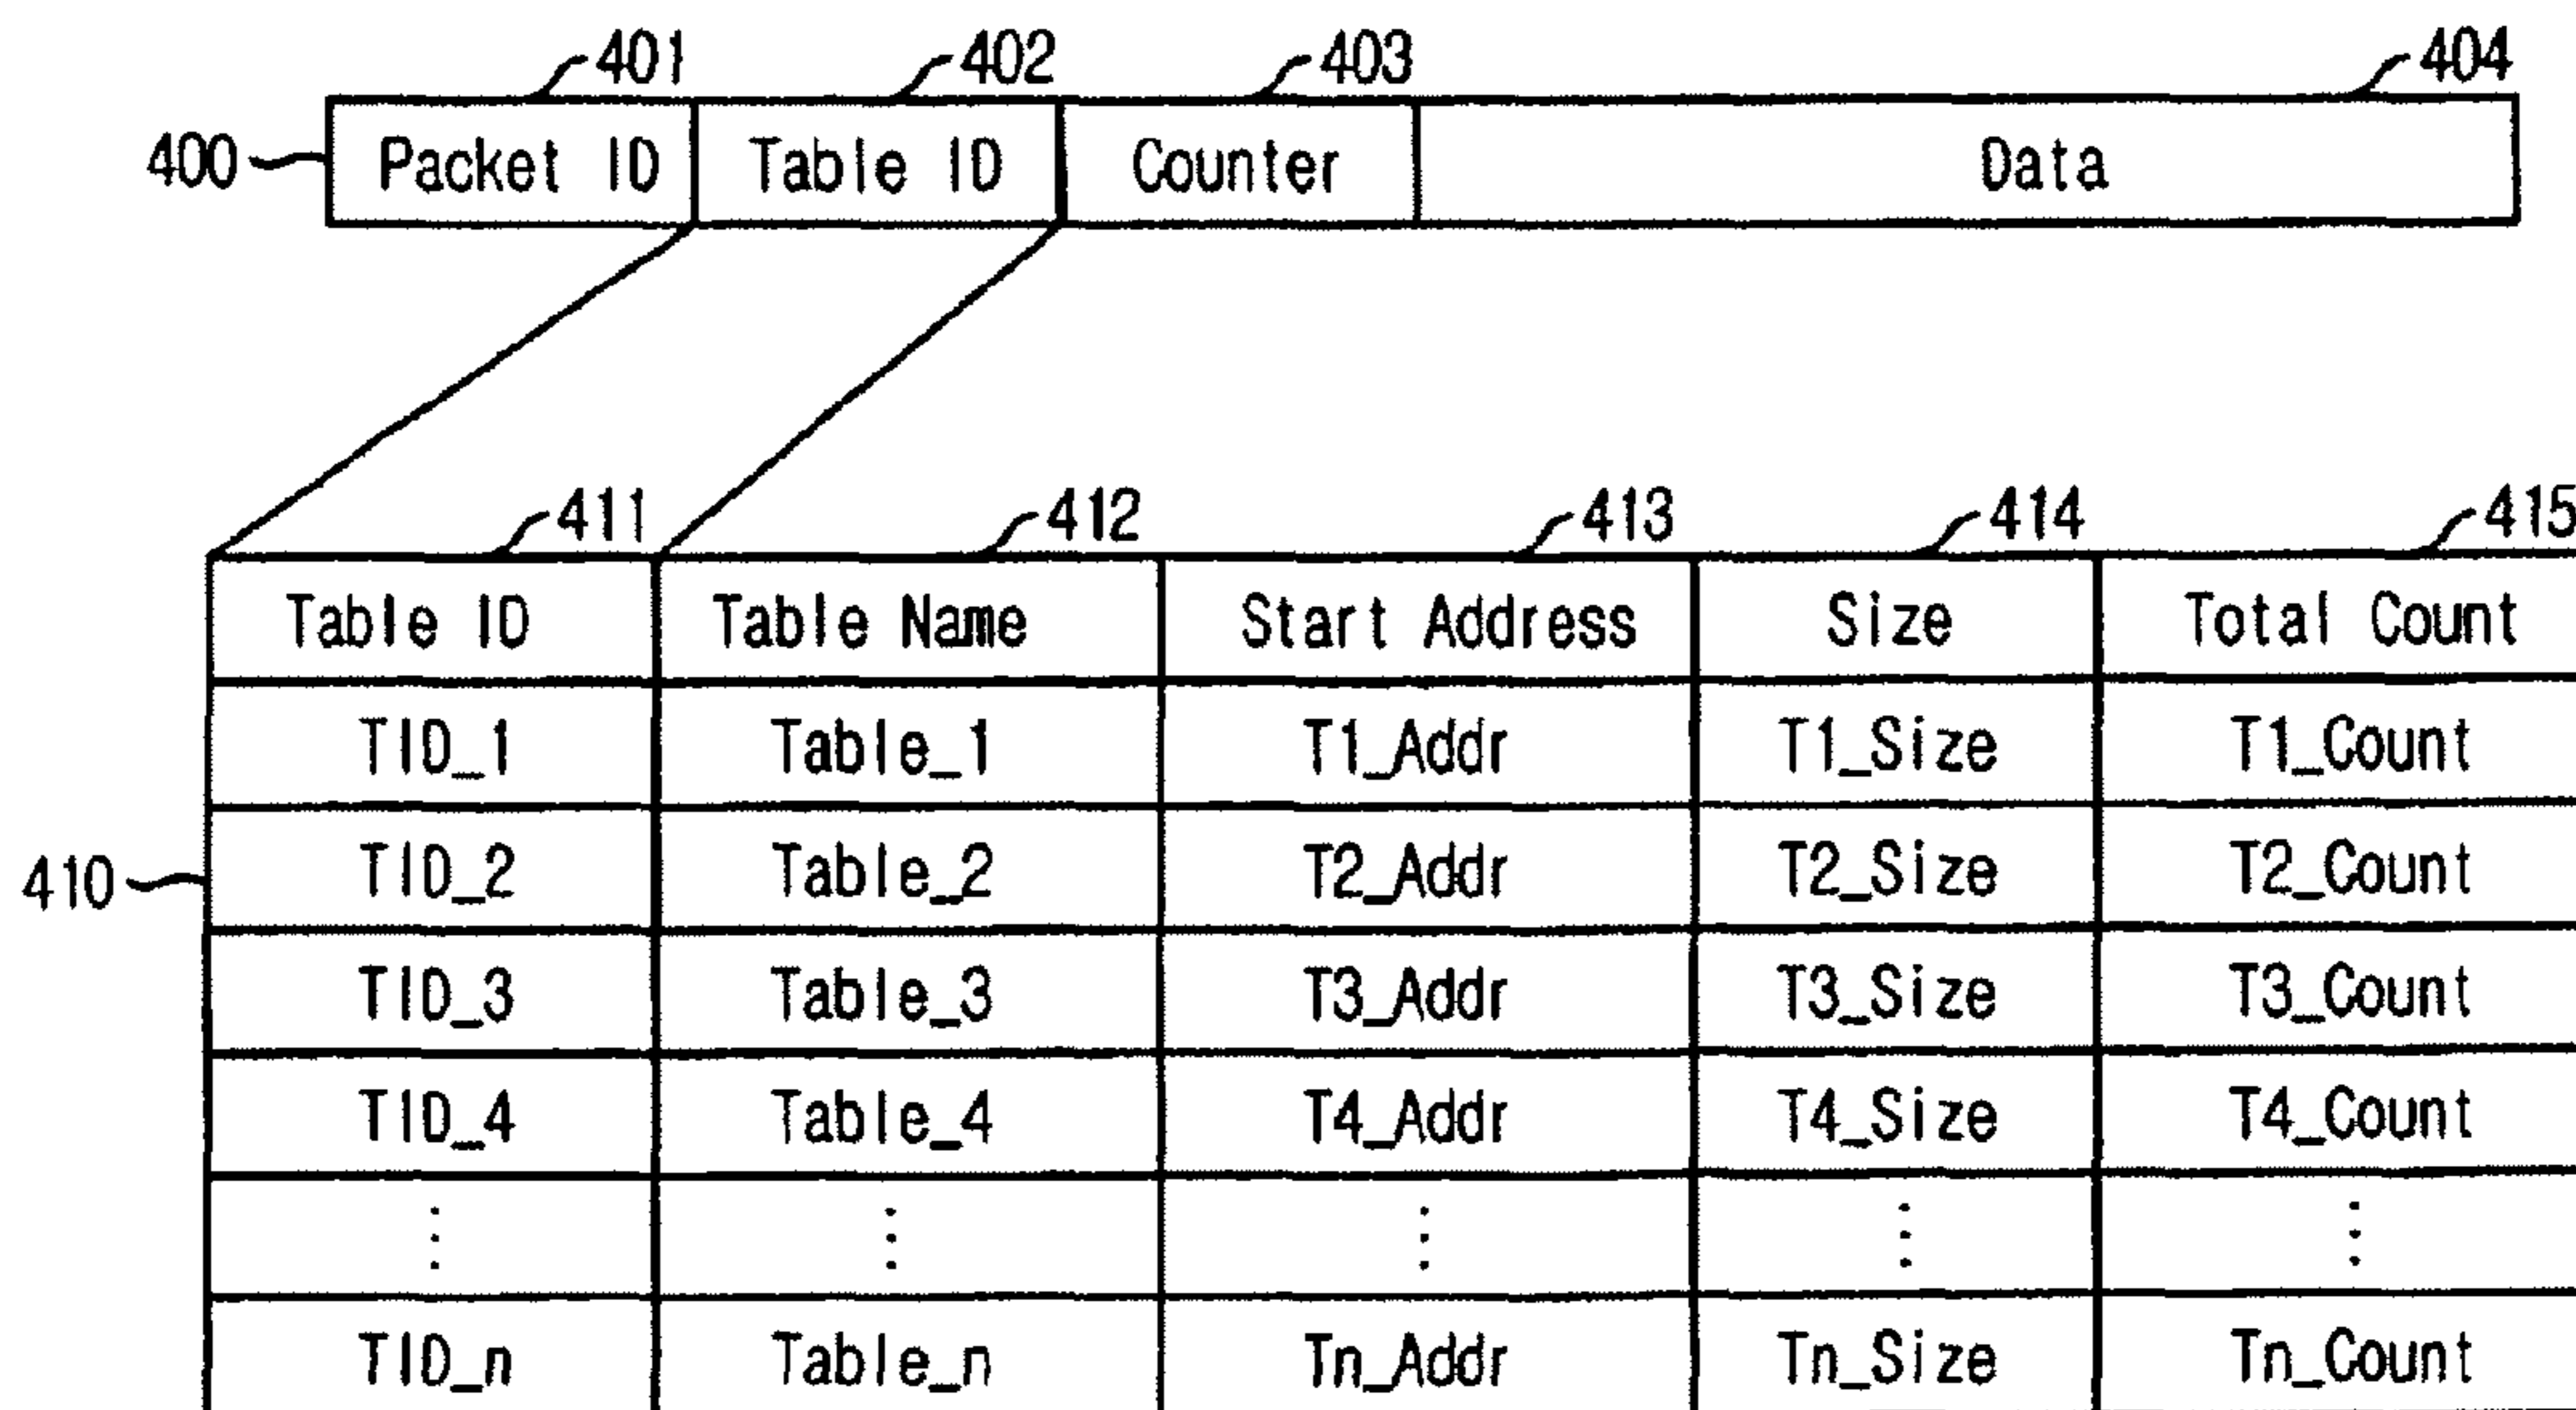 401 402 403 404
400 Packet ID Table ID Counter Data
411 412 413 414 415
Table ID Table Name Start Address Size Total Count
TID_1 Table_1 T1_Addr T1_Size T1_Count
410 TID_2 Table_2 T2_Addr T2_Size T2_Count
TID_3 Table_3 T3_Addr T3_Size T3_Count
TID_4 Table_4 T4_Addr T4_Size T4_Count
⋮ ⋮ ⋮ ⋮ ⋮
TID_n Table_n Tn_Addr Tn_Size Tn_Count